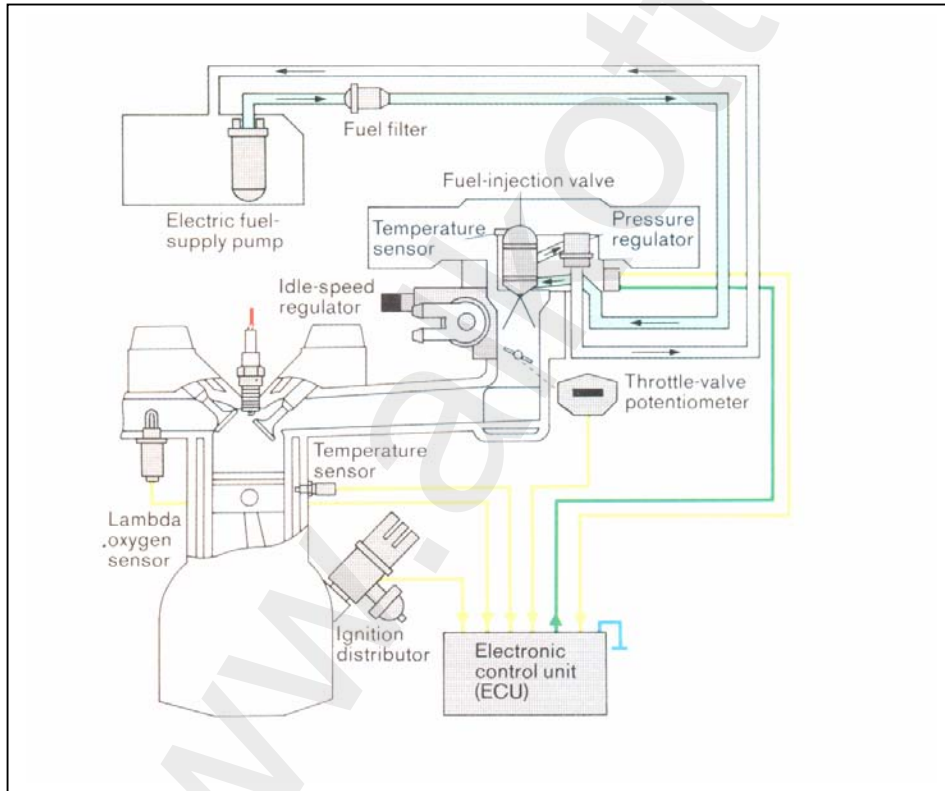 Fuel filter
Fuel-injection valve
Electric fuel-
supply pump
Temperature
sensor
Pressure
regulator
Idle-speed
regulator
Throttle-valve
potentiometer
Temperature
sensor
Lambda
.oxygen
sensor
Ignition
distributor
Electronic
control unit
(ECU)